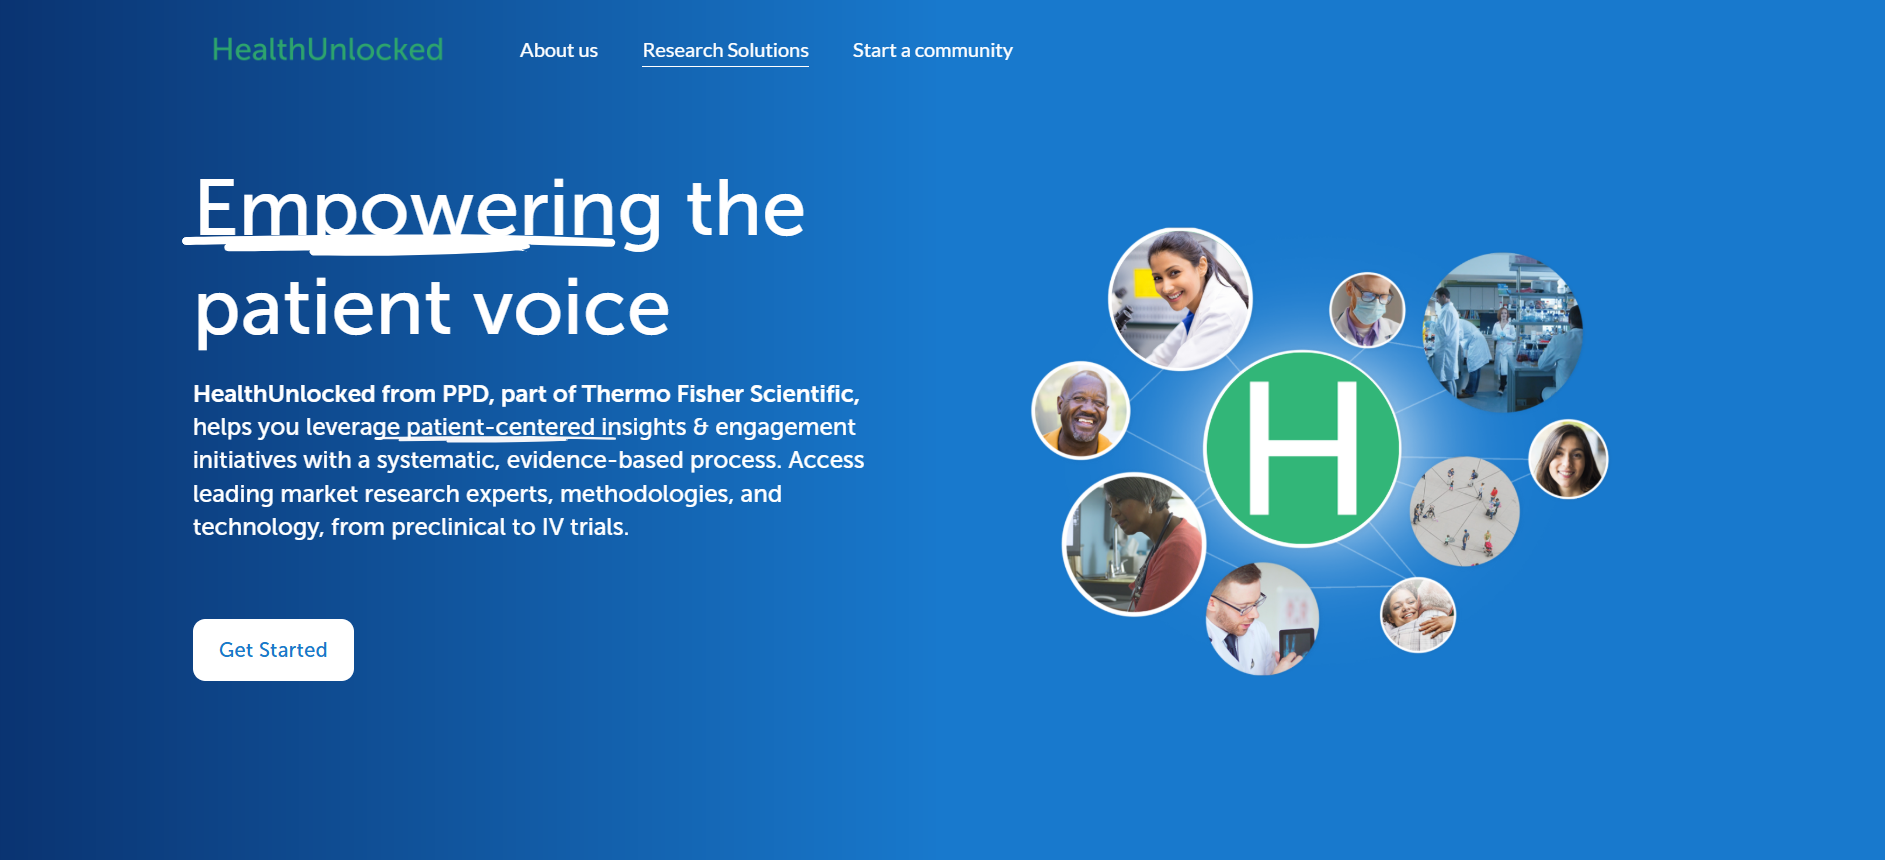 HealthUnlocked
About us
Research Solutions
Start a community
Empowering the
patient voice
HealthUnlocked from PPD, part of Thermo Fisher Scientific,
helps you leverage patient-centered insights & engagement
initiatives with a systematic, evidence-based process. Access
leading market research experts, methodologies, and
technology, from preclinical to IV trials.
Get Started
H